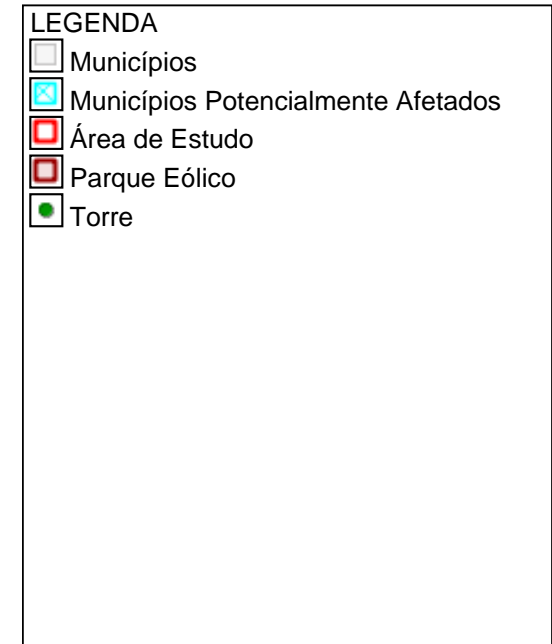 LEGENDA
Municípios
Municípios Potencialmente Afetados
Área de Estudo
Parque Eólico
Torre